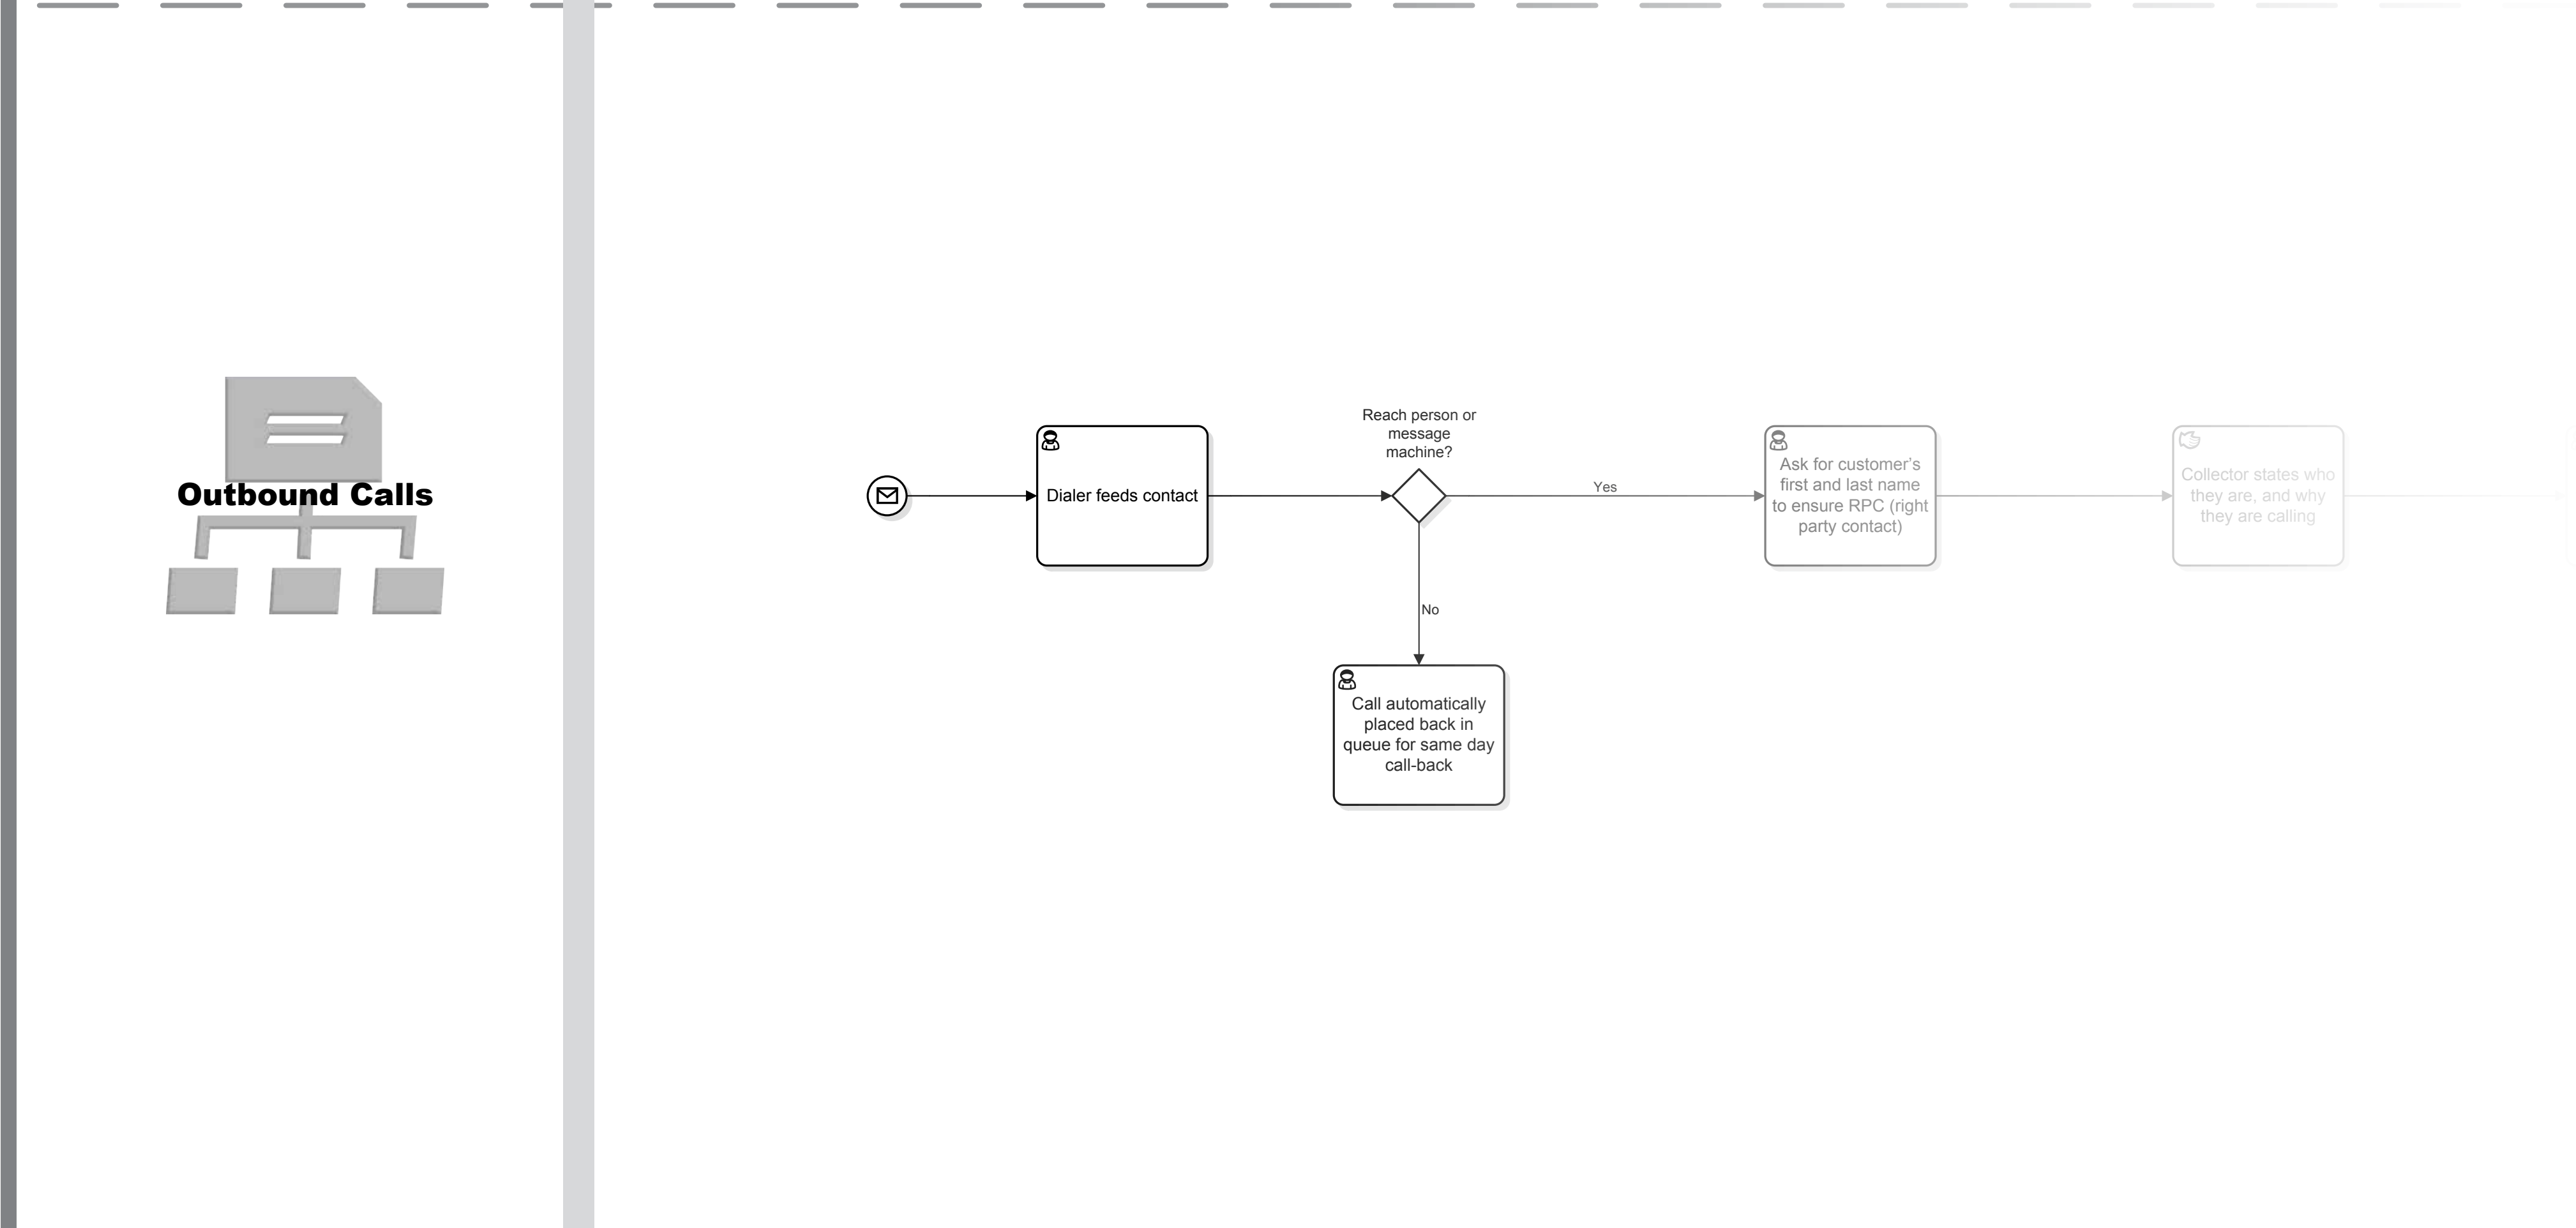 Outbound Calls
Dialer feeds contact
Reach person or
message
machine?
Yes
No
Call automatically
placed back in
queue for same day
call-back
Ask for customer’s
first and last name
to ensure RPC (right
party contact)
Collector states who
they are, and why
they are calling